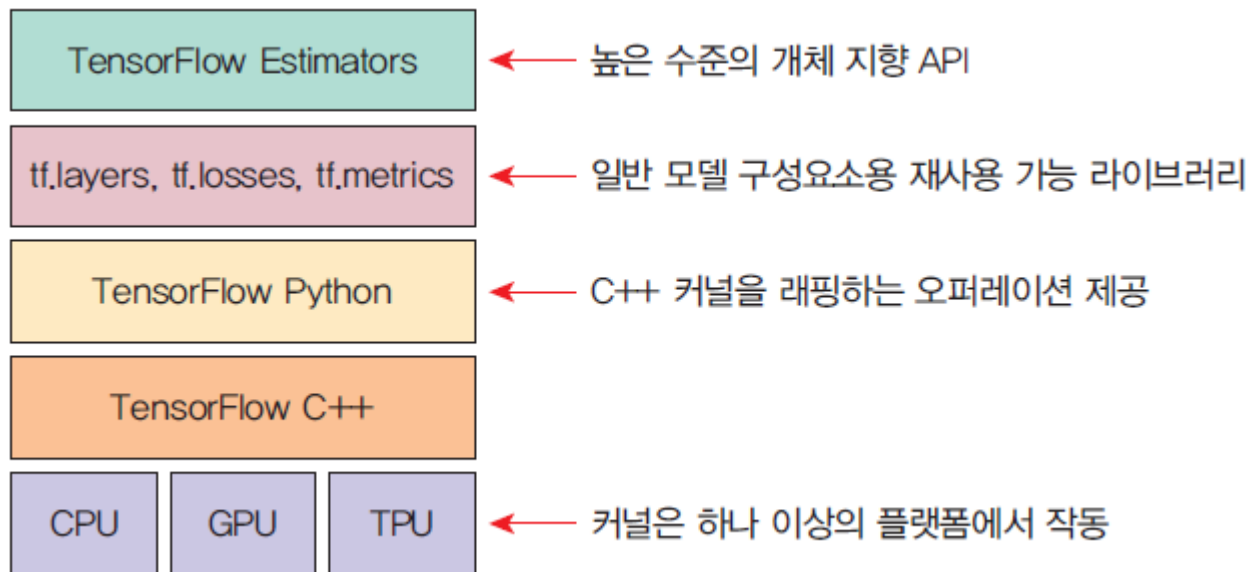 TensorFlow Estimators
높은 수준의 개체 지향 API
tf.layers, tf.losses, tf.metrics
일반 모델 구성요소용 재사용 가능 라이브러리
TensorFlow Python
C++ 커널을 래핑하는 오퍼레이션 제공
TensorFlow C++
CPU GPU TPU
커널은 하나 이상의 플랫폼에서 작동